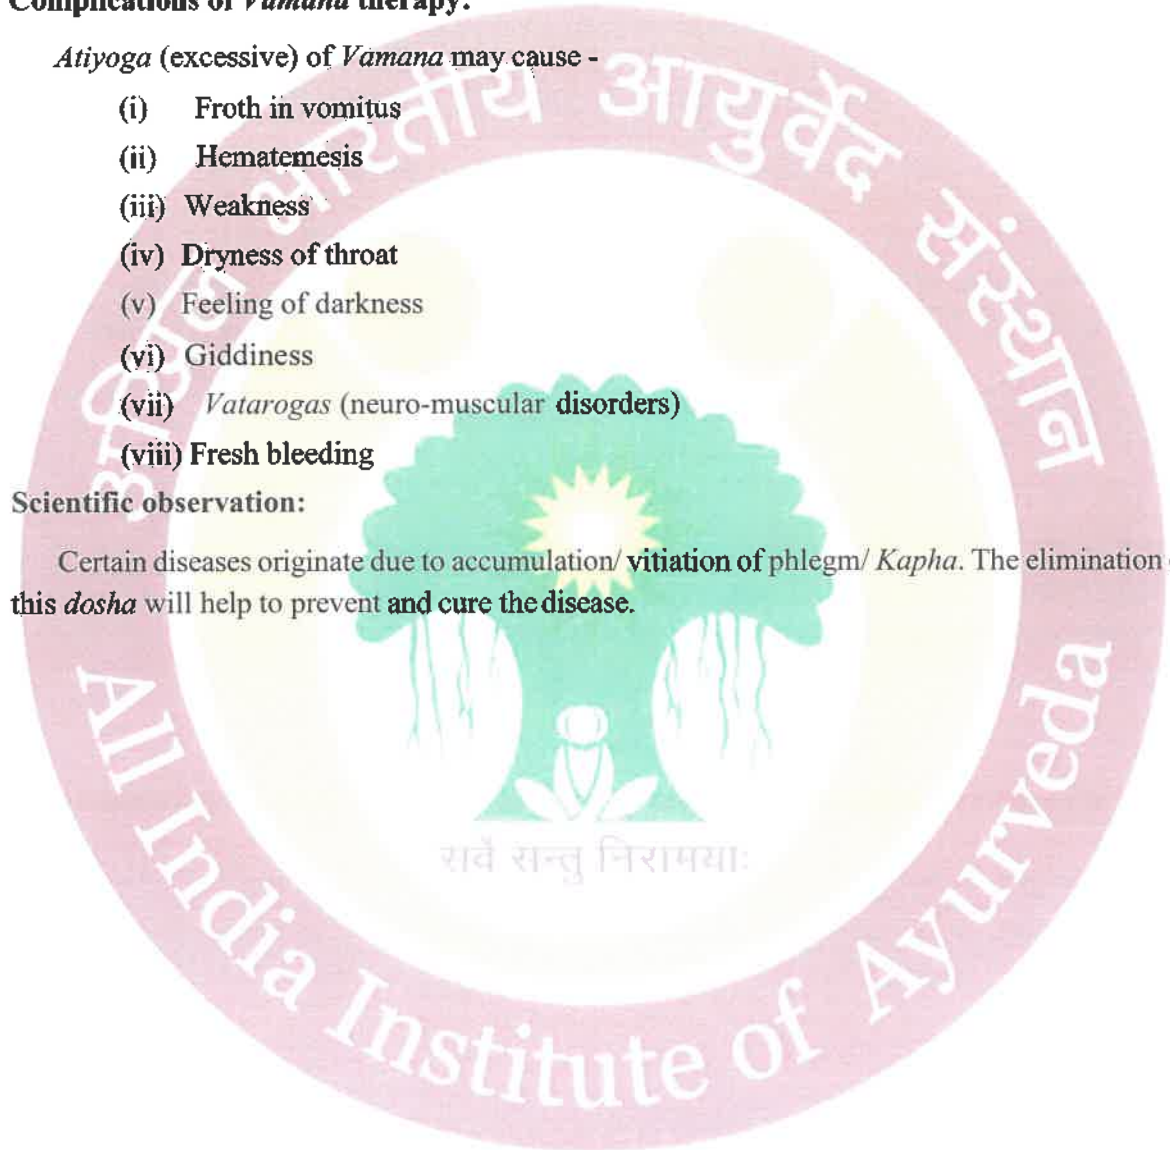 Complications of Vamana therapy:
Atiyoga (excessive) of Vamana may cause -
(i) Froth in vomitus
(ii) Hematemesis
(iii) Weakness
(iv) Dryness of throat
(v) Feeling of darkness
(vi) Giddiness
(vii) Vatarogas (neuro-muscular disorders)
(viii) Fresh bleeding
Scientific observation:
Certain diseases originate due to accumulation/ vitiation of phlegm/ Kapha. The elimination
this dosha will help to prevent and cure the disease.
अखिल भारतीय आयुर्वेद संस्थान
सर्वे सन्तु निरामयाः
All India Institute of Ayurveda